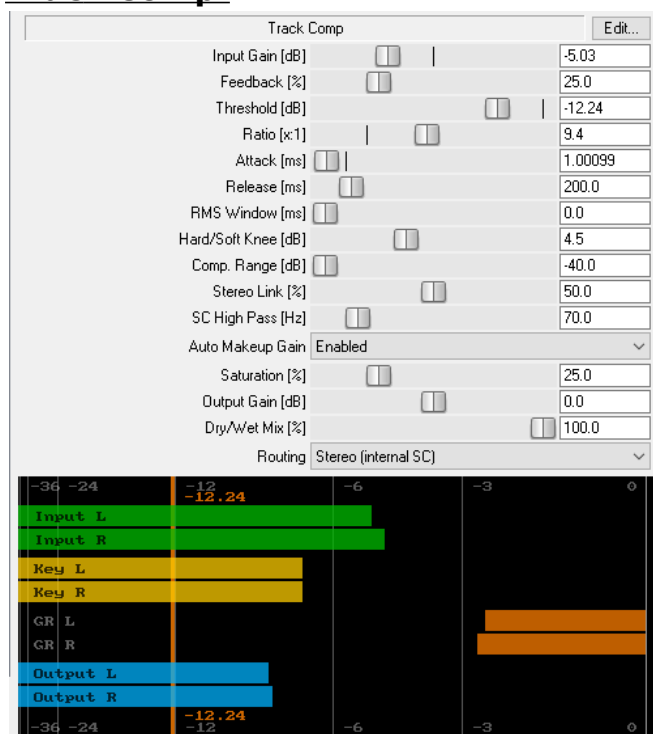 Track Comp
Edit...
Input Gain [dB] -5.03
Feedback [%] 25.0
Threshold [dB] -12.24
Ratio [x:1] 9.4
Attack [ms] 1.00099
Release [ms] 200.0
RMS Window [ms] 0.0
Hard/Soft Knee [dB] 4.5
Comp. Range [dB] -40.0
Stereo Link [%] 50.0
SC High Pass [Hz] 70.0
Auto Makeup Gain Enabled
Saturation [%] 25.0
Output Gain [dB] 0.0
Dry/Wet Mix [%] 100.0
Routing Stereo (internal SC)
-36 -24 -12 -6 -3 0
-12.24
Input L
Input R
Key L
Key R
GR L
GR R
Output L
Output R
-12.24
-36 -24 -12 -6 -3 0